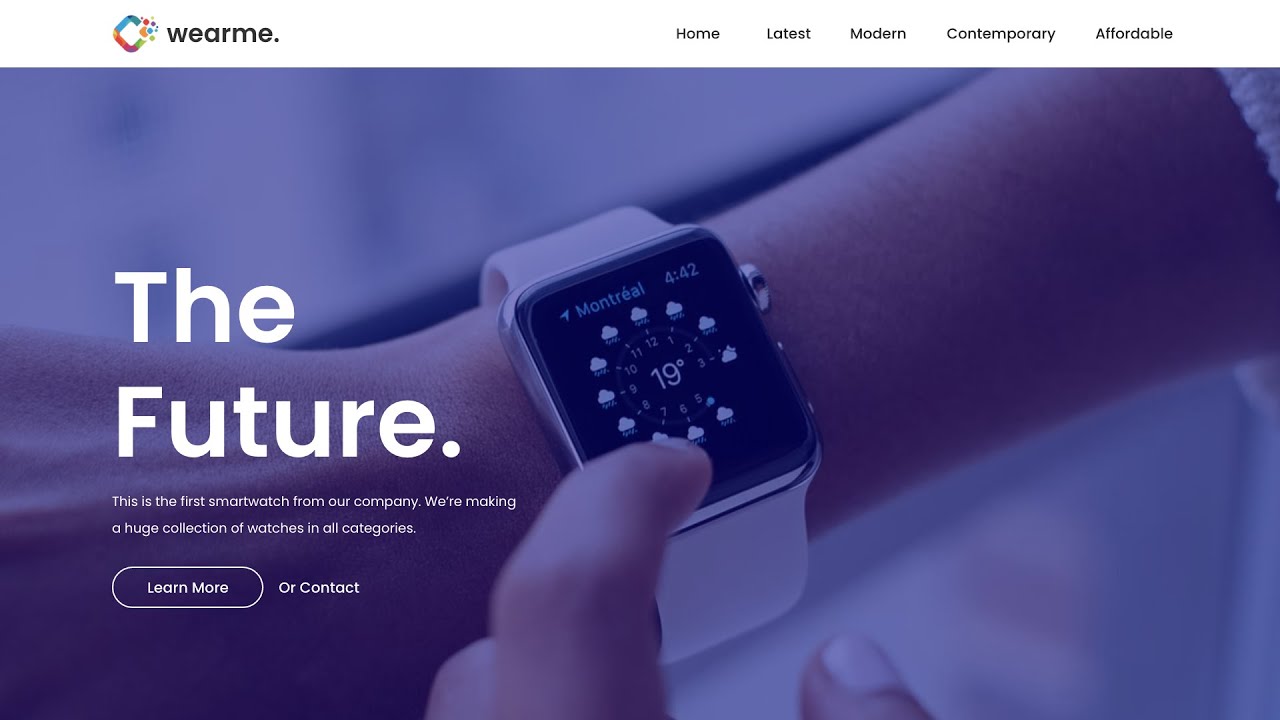 wearme.
Home Latest Modern Contemporary Affordable
The
Future.
This is the first smartwatch from our company. We’re making
a huge collection of watches in all categories.
Learn More Or Contact
Montréal 4:42
12
11 1
10 2
9 3
19°
8 5
7 6